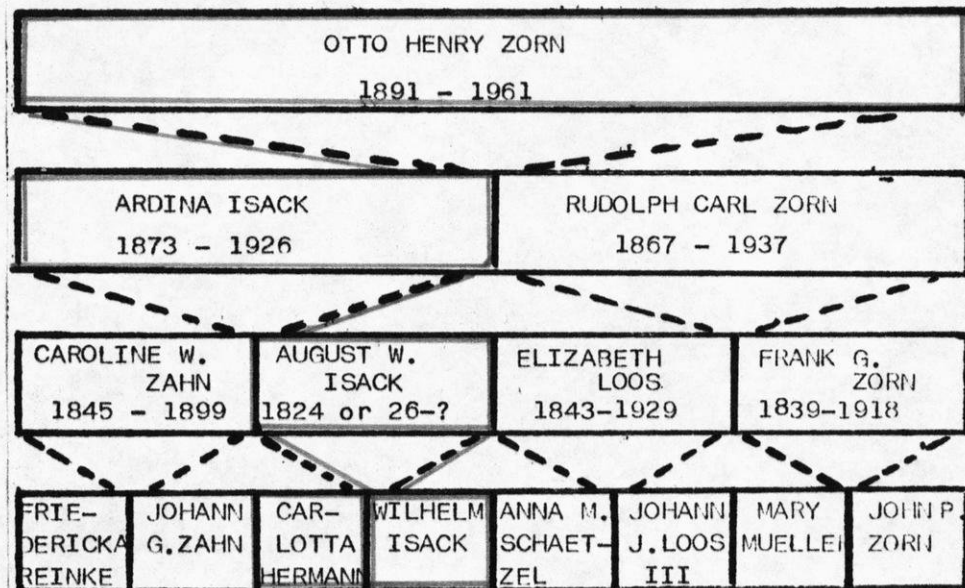 OTTO HENRY ZORN
1891 - 1961
ARDINA ISACK
1873 - 1926
RUDOLPH CARL ZORN
1867 - 1937
CAROLINE W.
ZAHN
1845 - 1899
AUGUST W.
ISACK
1824 or 26-?
ELIZABETH
LOOS
1843-1929
FRANK G.
ZORN
1839-1918
FRIE-
DERICKA
REINKE
JOHANN
G.ZAHN
CAR-
LOTTA
HERMANN
WILHELM
ISACK
ANNA M.
SCHAET-
ZEL
JOHANN
J.LOOS
III
MARY
MUELLER
JOHN P.
ZORN